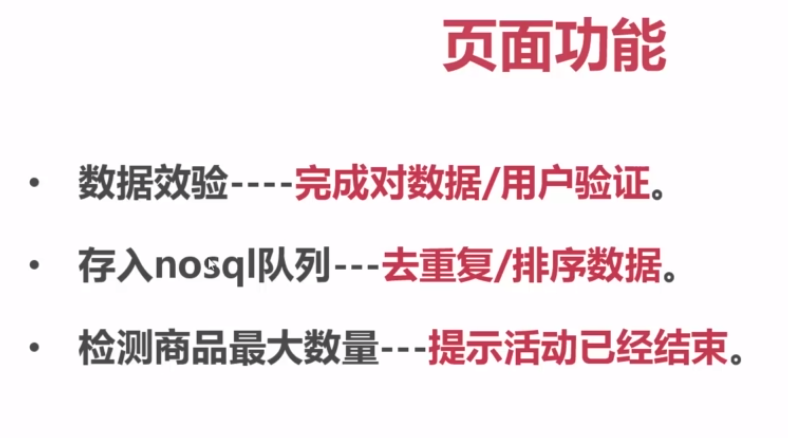 页面功能
• 数据效验----完成对数据/用户验证。
• 存入nosql队列---去重复/排序数据。
• 检测商品最大数量---提示活动已经结束。